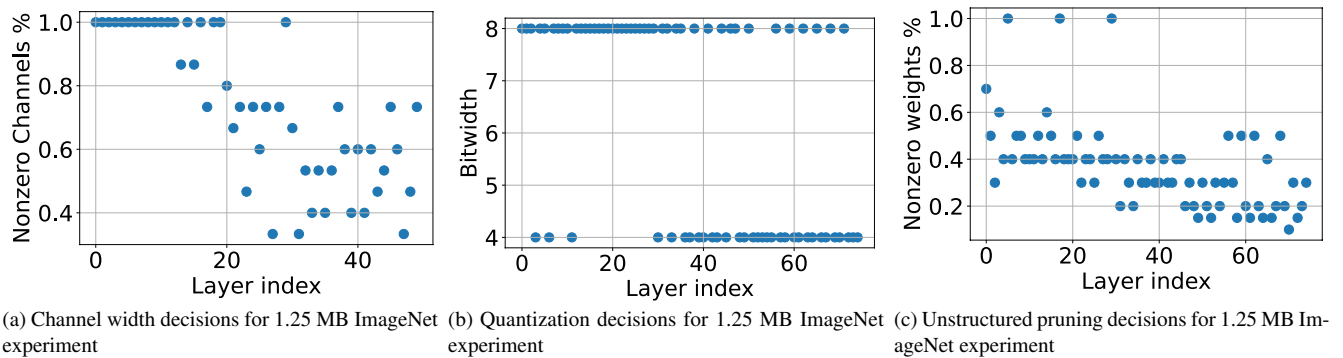 1.0
0.8
0.6
0.4
Nonzero Channels %
0
20
40
Layer index
8
7
6
5
4
Bitwidth
0
20
40
60
Layer index
1.0
0.8
0.6
0.4
0.2
Nonzero weights %
0
20
40
60
Layer index
(a) Channel width decisions for 1.25 MB ImageNet
experiment
(b) Quantization decisions for 1.25 MB ImageNet
experiment
(c) Unstructured pruning decisions for 1.25 MB Im-
ageNet experiment